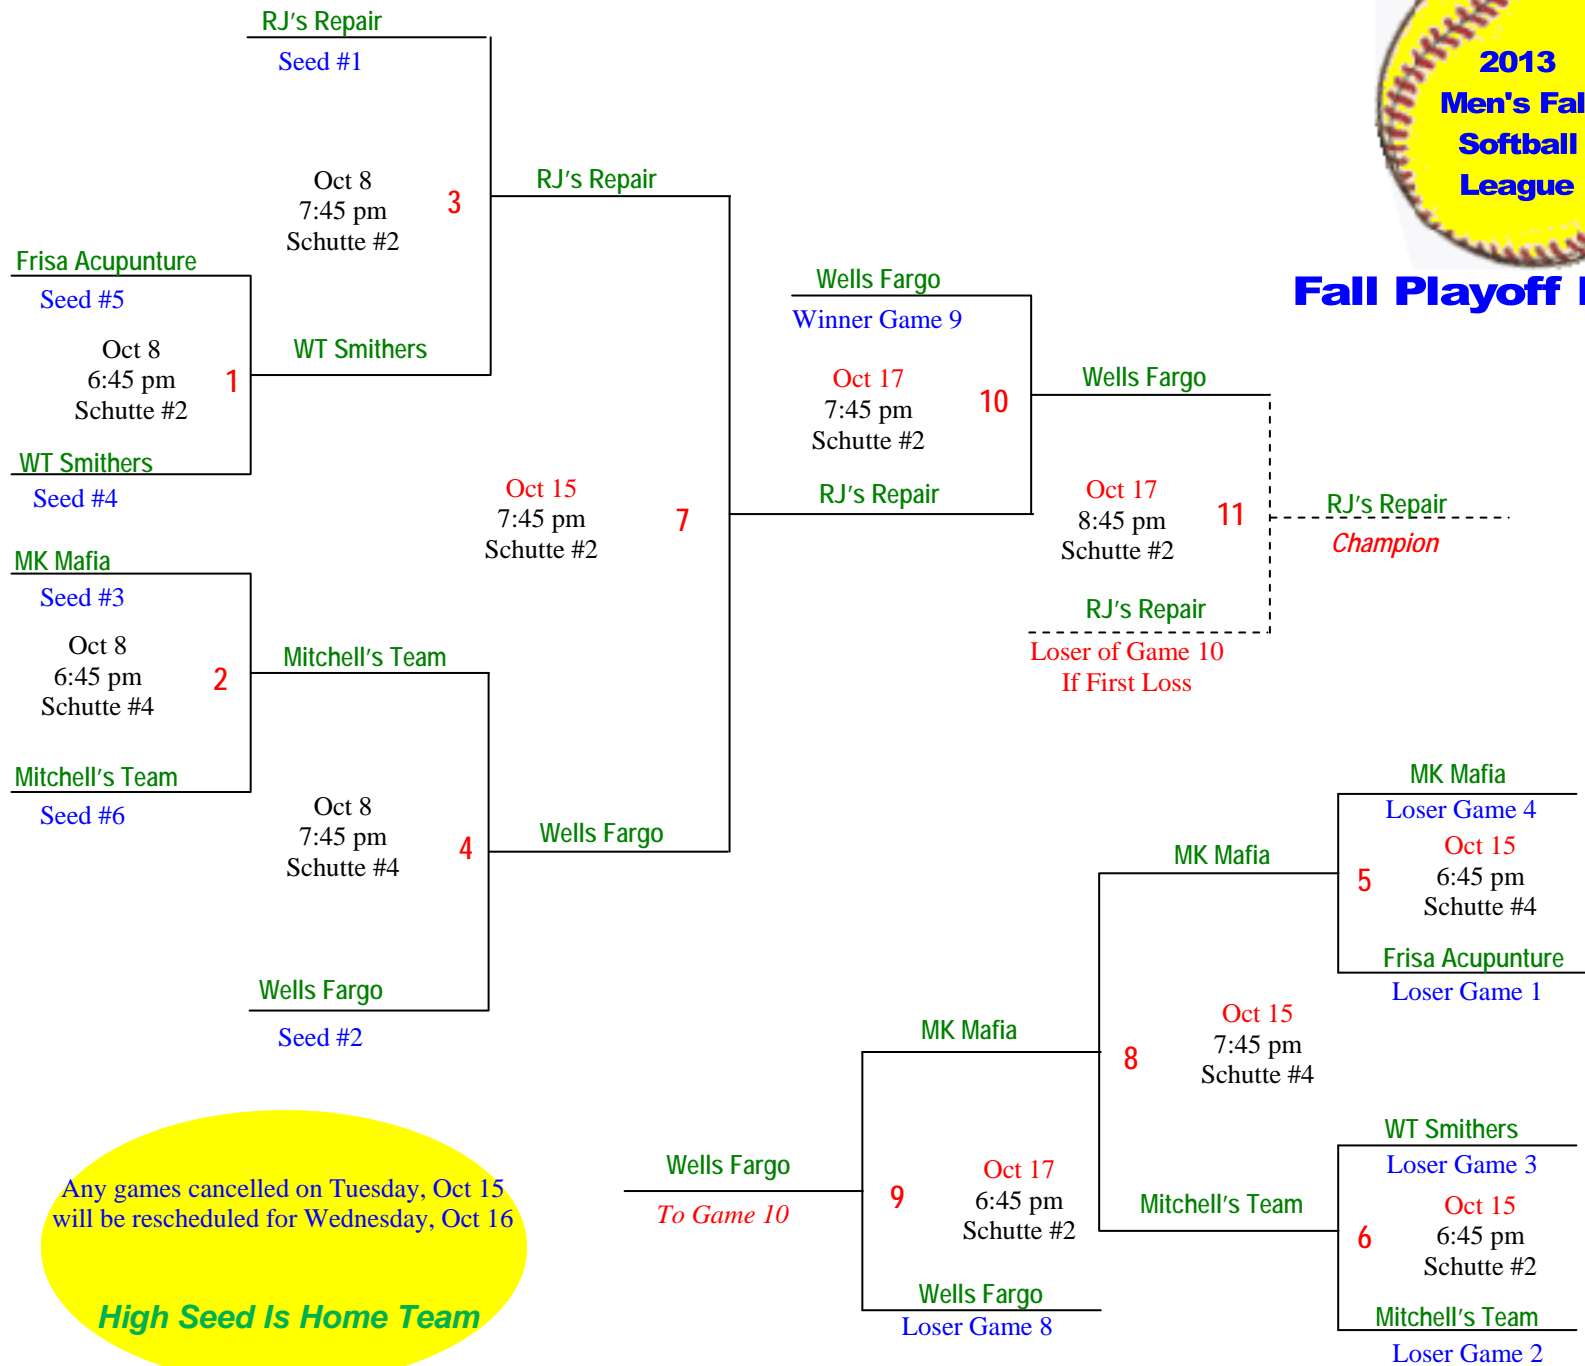 RJ's Repair
Seed #1
Oct 8
7:45 pm
Schutte #2
3
RJ's Repair
Frisa Acupunture
Seed #5
Oct 8
6:45 pm
Schutte #2
1
WT Smithers
WT Smithers
Seed #4
MK Mafia
Seed #3
Oct 8
6:45 pm
Schutte #4
2
Mitchell's Team
Mitchell's Team
Seed #6
Oct 8
7:45 pm
Schutte #4
4
Wells Fargo
Wells Fargo
Seed #2
Oct 15
7:45 pm
Schutte #2
7
Wells Fargo
Winner Game 9
Oct 17
7:45 pm
Schutte #2
10
RJ's Repair
Wells Fargo
Oct 17
8:45 pm
Schutte #2
11
RJ's Repair
Loser of Game 10
If First Loss
RJ's Repair
Champion
2013
Men's Fal
Softball
League
Fall Playoff
MK Mafia
Loser Game 4
Oct 15
6:45 pm
Schutte #4
5
Frisa Acupunture
Loser Game 1
MK Mafia
Oct 15
7:45 pm
Schutte #4
8
MK Mafia
WT Smithers
Loser Game 3
Oct 15
6:45 pm
Schutte #2
6
Mitchell's Team
Loser Game 2
Mitchell's Team
Oct 17
6:45 pm
Schutte #2
9
Wells Fargo
Loser Game 8
Wells Fargo
To Game 10
Any games cancelled on Tuesday, Oct 15
will be rescheduled for Wednesday, Oct 16
High Seed Is Home Team